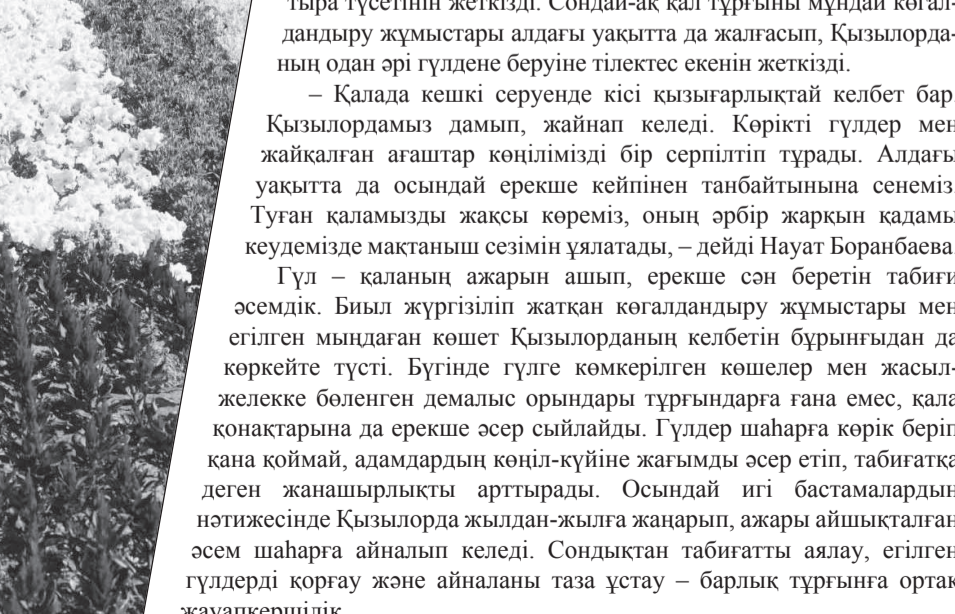 тыра түсетінін жеткізді. Сондай-ақ қал тұрғыны мұндай көгал-
дандыру жұмыстары алдағы уақытта да жалғасып, Қызылорда-
ның одан әрі гүлдене беруіне тілектес екенін жеткізді.
– Қалада кешкі серуенде кісі қызығарлықтай келбет бар.
Қызылордамыз дамып, жайнап келеді. Көрікті гүлдер мен
жайқалған ағаштар көңілімізді бір серпілтіп тұрады. Алдағы
уақытта да осындай ерекше кейпінен танбайтынына сенеміз.
Туған қаламызды жақсы көреміз, оның әрбір жарқын қадамы
кеудемізде мақтаныш сезімін ұялатады, – дейді Науат Боранбаева.
Гүл – қаланың ажарын ашып, ерекше сән беретін табиғи
әсемдік. Биыл жүргізіліп жатқан көгалдандыру жұмыстары мен
егілген мыңдаған көшет Қызылорданың келбетін бұрынғыдан да
көркейте түсті. Бүгінде гүлге көмкерілген көшелер мен жасыл-
желекке бөленген демалыс орындары тұрғындарға ғана емес, қала
қонақтарына да ерекше әсер сыйлайды. Гүлдер шаһарға көрік беріп
қана қоймай, адамдардың көңіл-күйіне жағымды әсер етіп, табиғатқа
деген жанашырлықты арттырады. Осындай игі бастамалардың
нәтижесінде Қызылорда жылдан-жылға жаңарып, ажары айшықталған
әсем шаһарға айналып келеді. Сондықтан табиғатты аялау, егілген
гүлдерді қорғау және айналаны таза ұстау – барлық тұрғынға ортақ
жауапкершілік.